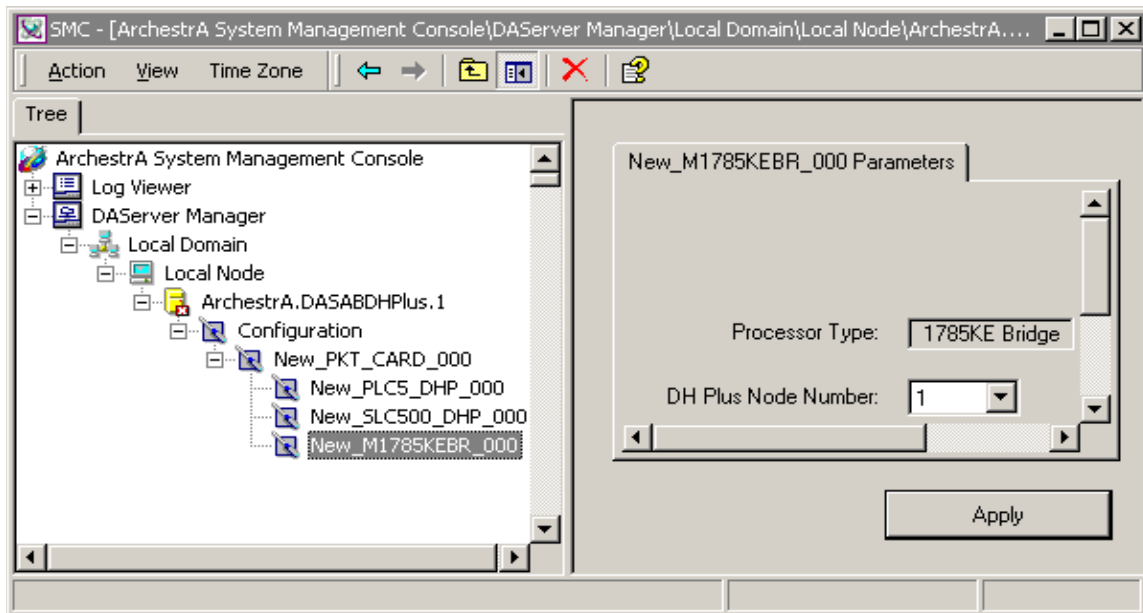 SMC - [ArchestrA System Management Console\DAServer Manager\Local Domain\Local Node\ArchestrA....
Action View Time Zone
Tree
ArchestrA System Management Console
Log Viewer
DAServer Manager
Local Domain
Local Node
ArchestrA.DASABDHPlus.1
Configuration
New_PKT_CARD_000
New_PLC5_DHP_000
New_SLC500_DHP_000
New_M1785KEBR_000
New_M1785KEBR_000 Parameters
Processor Type: 1785KE Bridge
DH Plus Node Number: 1
Apply